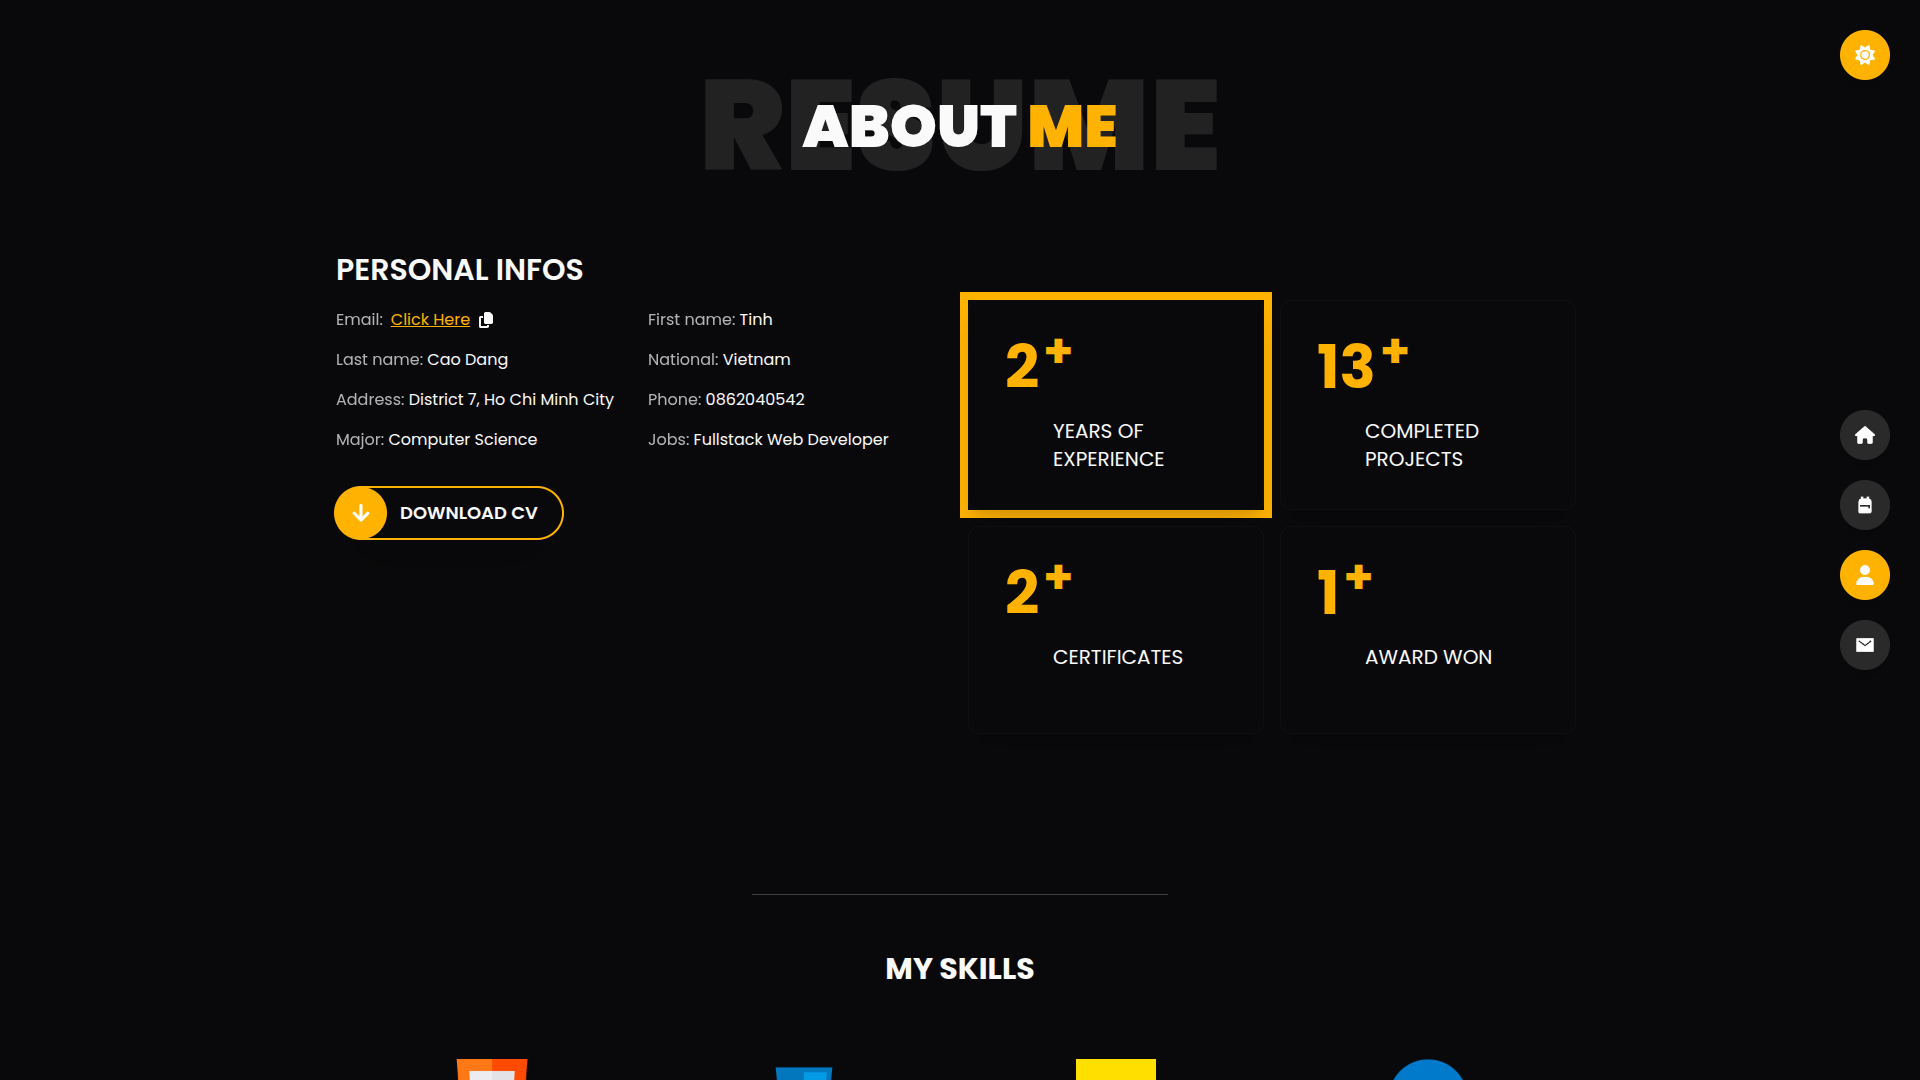 RESUME
ABOUT ME
PERSONAL INFOS
Email: Click Here
First name: Tinh
Last name: Cao Dang
National: Vietnam
Address: District 7, Ho Chi Minh City
Phone: 0862040542
Major: Computer Science
Jobs: Fullstack Web Developer
DOWNLOAD CV
2+
YEARS OF
EXPERIENCE
13+
COMPLETED
PROJECTS
2+
CERTIFICATES
1+
AWARD WON
MY SKILLS